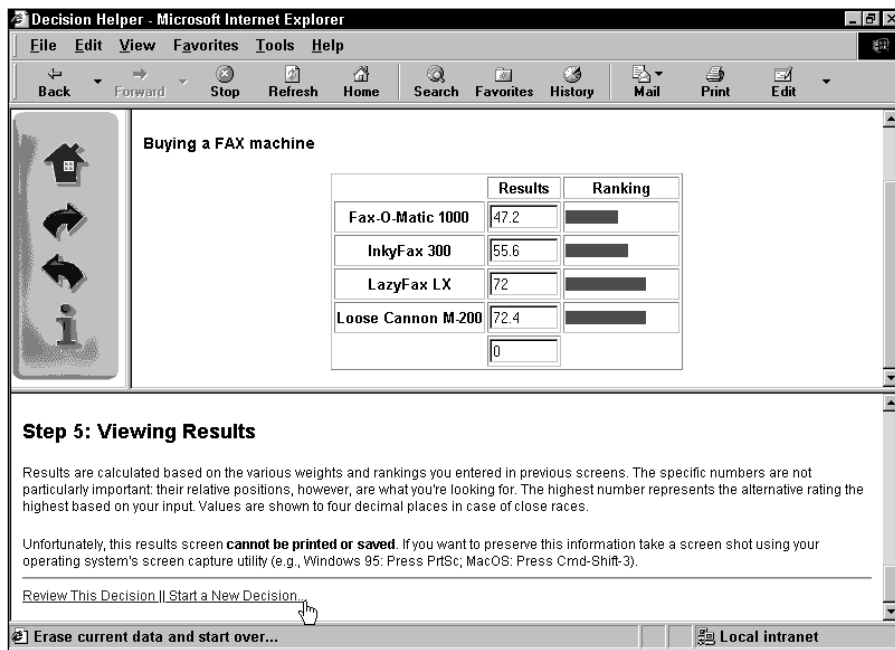 Decision Helper - Microsoft Internet Explorer
File Edit View Favorites Tools Help
Back Forward Stop Refresh Home Search Favorites History Mail Print Edit
Buying a FAX machine
Results Ranking
Fax-O-Matic 1000 47.2
InkyFax 300 55.6
LazyFax LX 72
Loose Cannon M-200 72.4
0
Step 5: Viewing Results
Results are calculated based on the various weights and rankings you entered in previous screens. The specific numbers are not
particularly important: their relative positions, however, are what you're looking for. The highest number represents the alternative rating the
highest based on your input. Values are shown to four decimal places in case of close races.
Unfortunately, this results screen cannot be printed or saved. If you want to preserve this information take a screen shot using your
operating system's screen capture utility (e.g., Windows 95: Press PrtSc; MacOS: Press Cmd-Shift-3).
Review This Decision || Start a New Decision...
Erase current data and start over... Local intranet